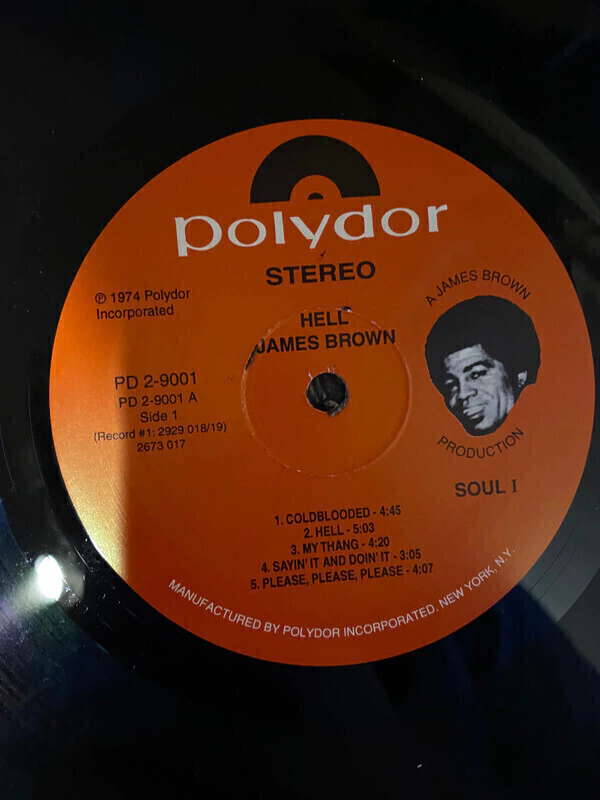 polydor
STEREO
℗ 1974 Polydor
Incorporated
HELL
JAMES BROWN
A JAMES BROWN
PRODUCTION
PD 2-9001
PD 2-9001 A
Side 1
(Record #1: 2929 018/19)
2673 017
SOUL I
1. COLDBLOODED - 4:45
2. HELL - 5:03
3. MY THANG - 4:20
4. SAYIN' IT AND DOIN' IT - 3:05
5. PLEASE, PLEASE, PLEASE - 4:07
MANUFACTURED BY POLYDOR INCORPORATED, NEW YORK, N.Y.